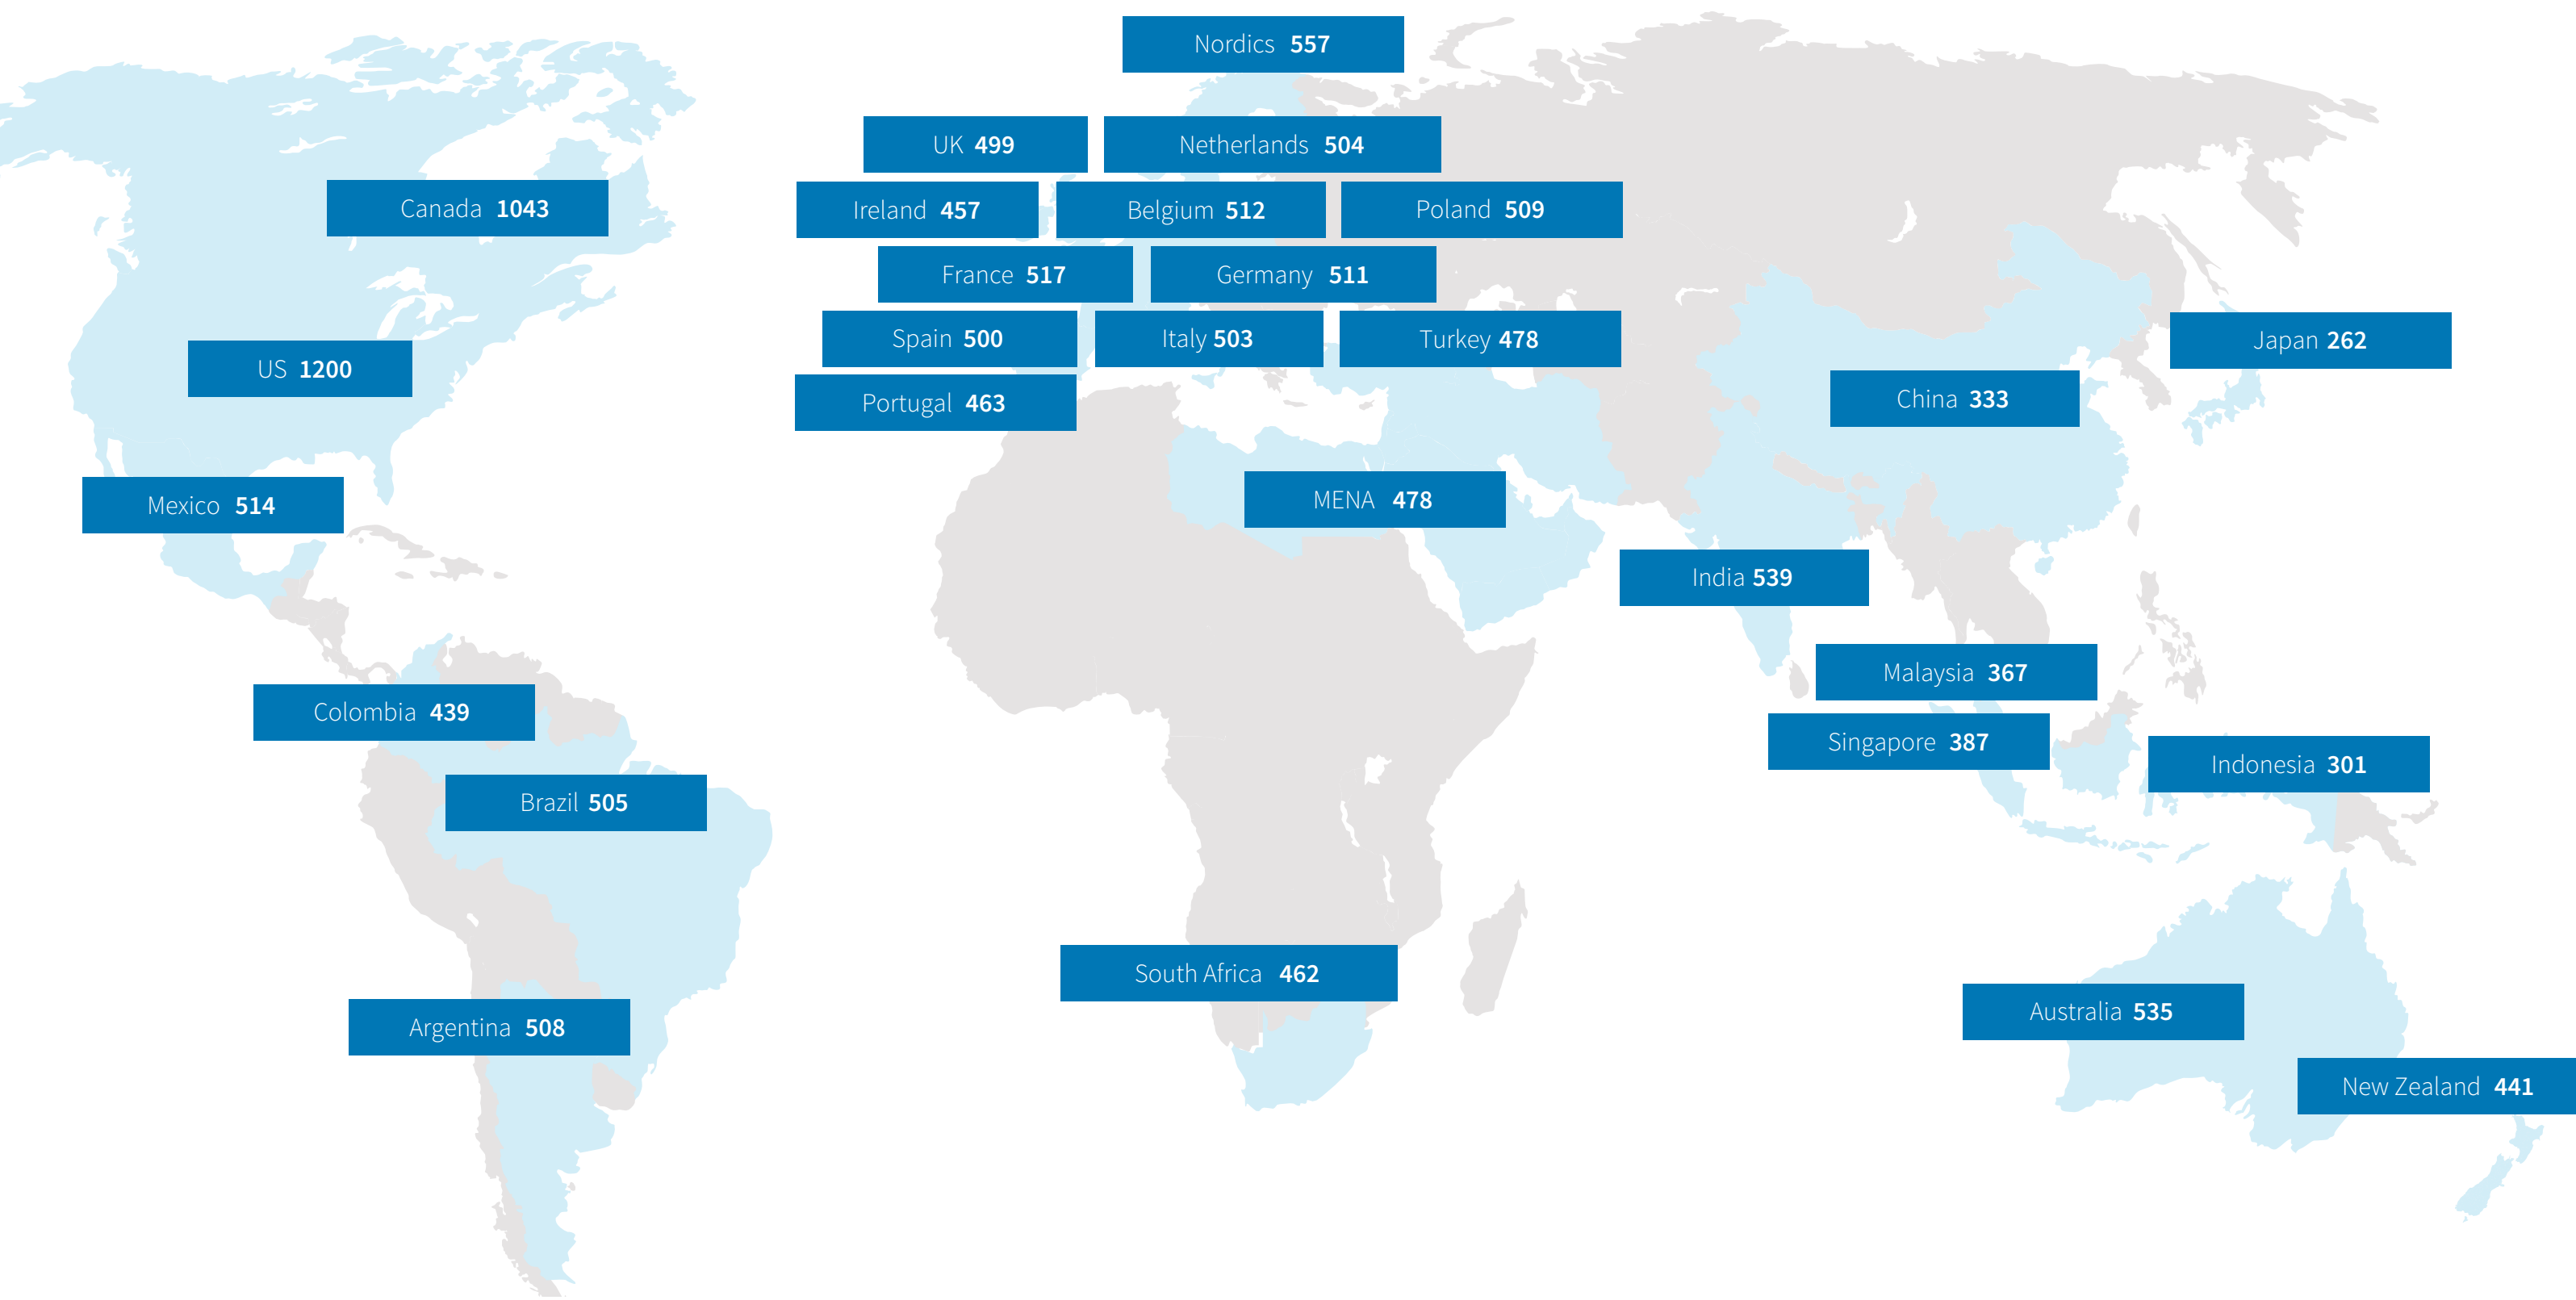 Nordics 557
UK 499
Netherlands 504
Canada 1043
Ireland 457
Belgium 512
Poland 509
France 517
Germany 511
Spain 500
Italy 503
Turkey 478
Japan 262
US 1200
Portugal 463
China 333
Mexico 514
MENA 478
India 539
Malaysia 367
Colombia 439
Singapore 387
Indonesia 301
Brazil 505
South Africa 462
Australia 535
Argentina 508
New Zealand 441